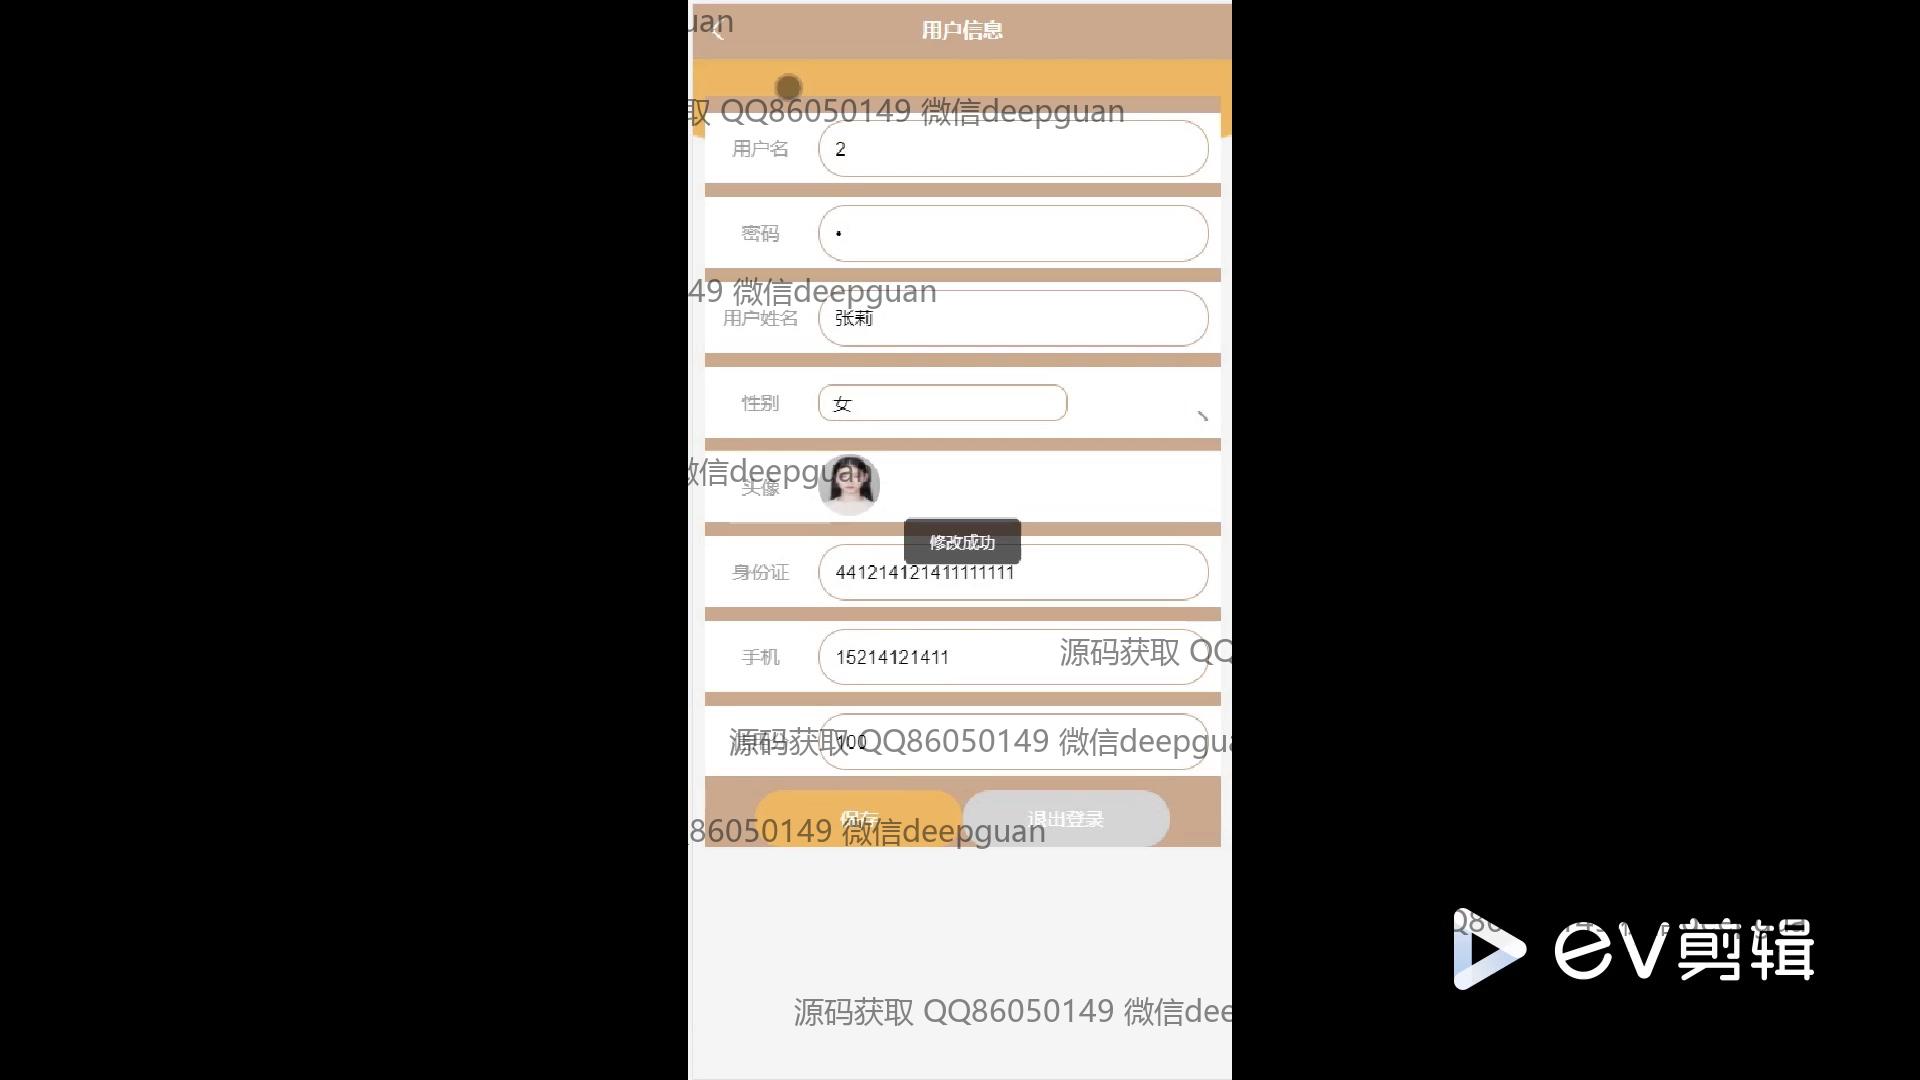 uan
用户信息
取 QQ86050149 微信deepguan
用户名 2
密码 •
49 微信deepguan
用户姓名 张莉
性别 女
微信deepguan
头像
修改成功
身份证 441214121411111111
手机 15214121411
源码获取 QQ
源码获取 QQ86050149 微信deepgua
100
保存 退出登录
86050149 微信deepguan
ev剪辑
源码获取 QQ86050149 微信dee